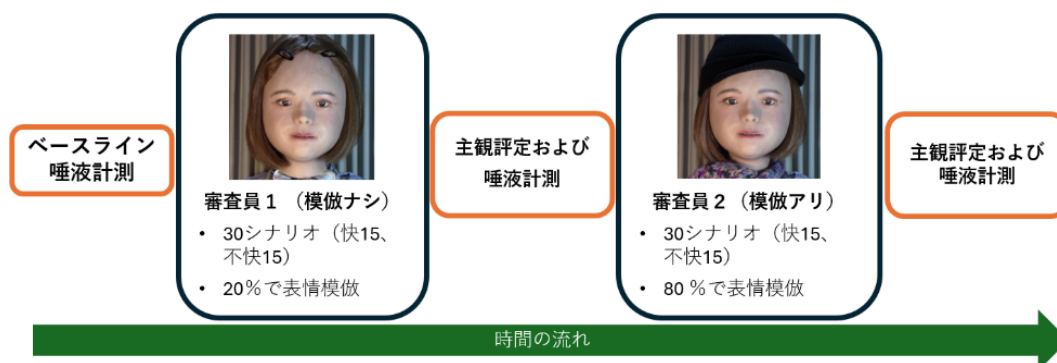 ベースライン
唾液計測
審査員１（模倣ナシ）
• 30シナリオ（快15、
不快15）
• 20％で表情模倣
主観評定および
唾液計測
審査員２（模倣アリ）
• 30シナリオ（快15、
不快15）
• 80 ％で表情模倣
主観評定および
唾液計測
時間の流れ